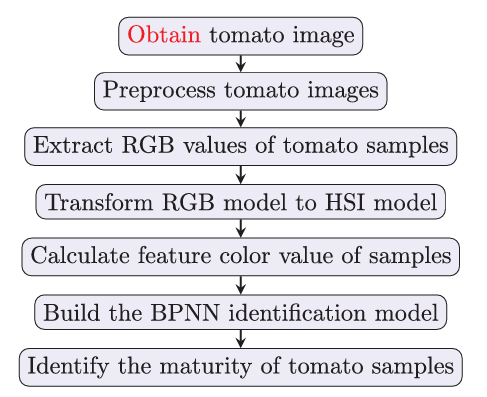 Obtain tomato image
Preprocess tomato images
Extract RGB values of tomato samples
Transform RGB model to HSI model
Calculate feature color value of samples
Build the BPNN identification model
Identify the maturity of tomato samples